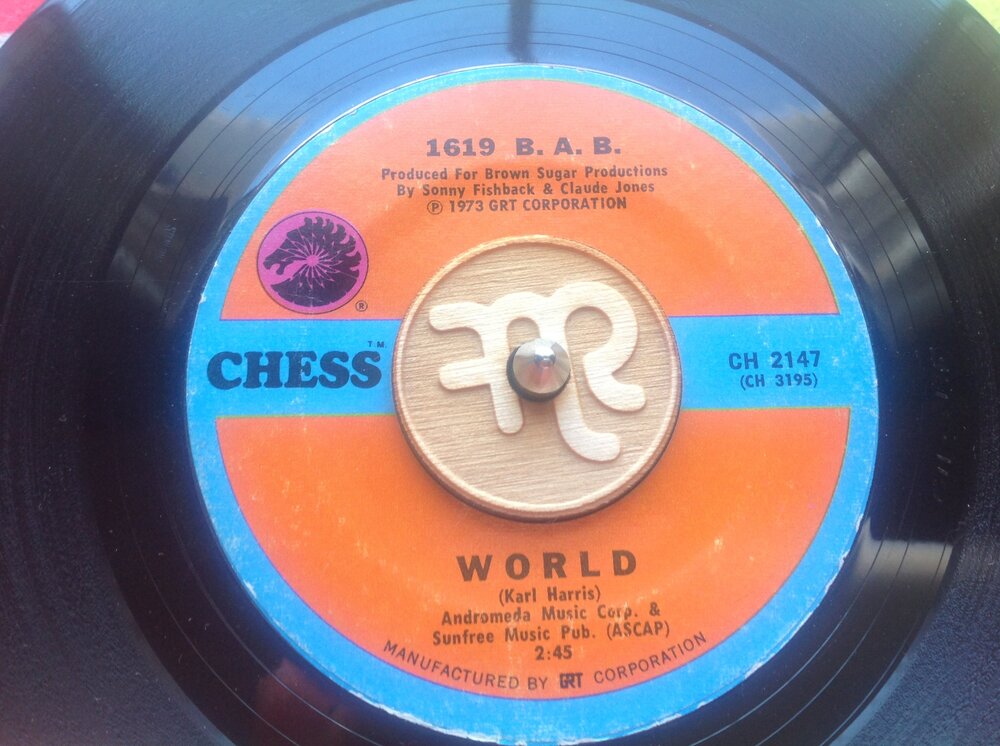 1619 B. A. B.
Produced For Brown Sugar Productions
By Sonny Fishback & Claude Jones
℗ 1973 GRT CORPORATION
®
T.M.
CHESS
CH 2147
(CH 3195)
WORLD
(Karl Harris)
Andromeda Music Corp. &
Sunfree Music Pub. (ASCAP)
2:45
MANUFACTURED BY GRT CORPORATION